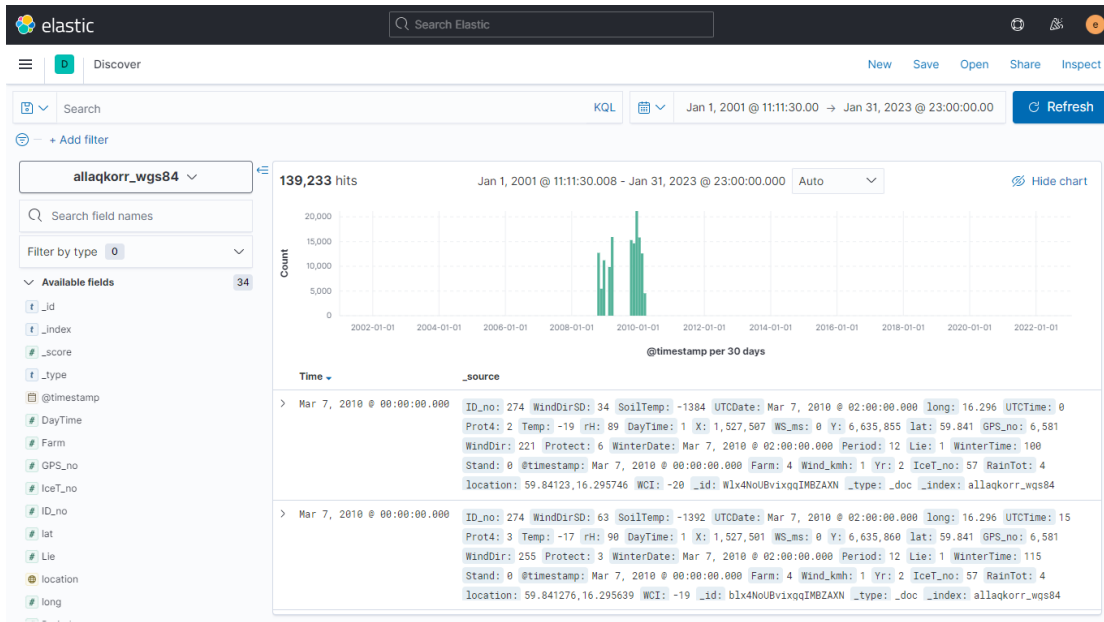 elastic
Search Elastic
e
D
Discover
New
Save
Open
Share
Inspect
Search
KQL
Jan 1, 2001 @ 11:11:30.00 → Jan 31, 2023 @ 23:00:00.00
Refresh
+ Add filter
allaqkorr_wgs84
Search field names
Filter by type 0
Available fields 34
t _id
t _index
# _score
t _type
@timestamp
# DayTime
# Farm
# GPS_no
# IceT_no
# ID_no
# lat
# Lie
location
# long
139,233 hits
Jan 1, 2001 @ 11:11:30.008 - Jan 31, 2023 @ 23:00:00.000
Auto
Hide chart
Count
20,000
15,000
10,000
5,000
0
2002-01-01 2004-01-01 2006-01-01 2008-01-01 2010-01-01 2012-01-01 2014-01-01 2016-01-01 2018-01-01 2020-01-01 2022-01-01
@timestamp per 30 days
Time _source
Mar 7, 2010 @ 00:00:00.000
ID_no: 274 WindDirSD: 34 SoilTemp: -1384 UTCDate: Mar 7, 2010 @ 02:00:00.000 long: 16.296 UTCTime: 0
Prot4: 2 Temp: -19 rH: 89 DayTime: 1 X: 1,527,507 WS_ms: 0 Y: 6,635,855 lat: 59.841 GPS_no: 6,581
WindDir: 221 Protect: 6 WinterDate: Mar 7, 2010 @ 02:00:00.000 Period: 12 Lie: 1 WinterTime: 100
Stand: 0 @timestamp: Mar 7, 2010 @ 00:00:00.000 Farm: 4 Wind_kmh: 1 Yr: 2 IceT_no: 57 RainTot: 4
location: 59.84123,16.295746 WCI: -20 _id: Wlx4NoUBvixgqIMBZAXN _type: _doc _index: allaqkorr_wgs84
Mar 7, 2010 @ 00:00:00.000
ID_no: 274 WindDirSD: 63 SoilTemp: -1392 UTCDate: Mar 7, 2010 @ 02:00:00.000 long: 16.296 UTCTime: 15
Prot4: 3 Temp: -17 rH: 90 DayTime: 1 X: 1,527,501 WS_ms: 0 Y: 6,635,860 lat: 59.841 GPS_no: 6,581
WindDir: 255 Protect: 3 WinterDate: Mar 7, 2010 @ 02:00:00.000 Period: 12 Lie: 1 WinterTime: 115
Stand: 0 @timestamp: Mar 7, 2010 @ 00:00:00.000 Farm: 4 Wind_kmh: 1 Yr: 2 IceT_no: 57 RainTot: 4
location: 59.841276,16.295639 WCI: -19 _id: blx4NoUBvixgqIMBZAXN _type: _doc _index: allaqkorr_wgs84